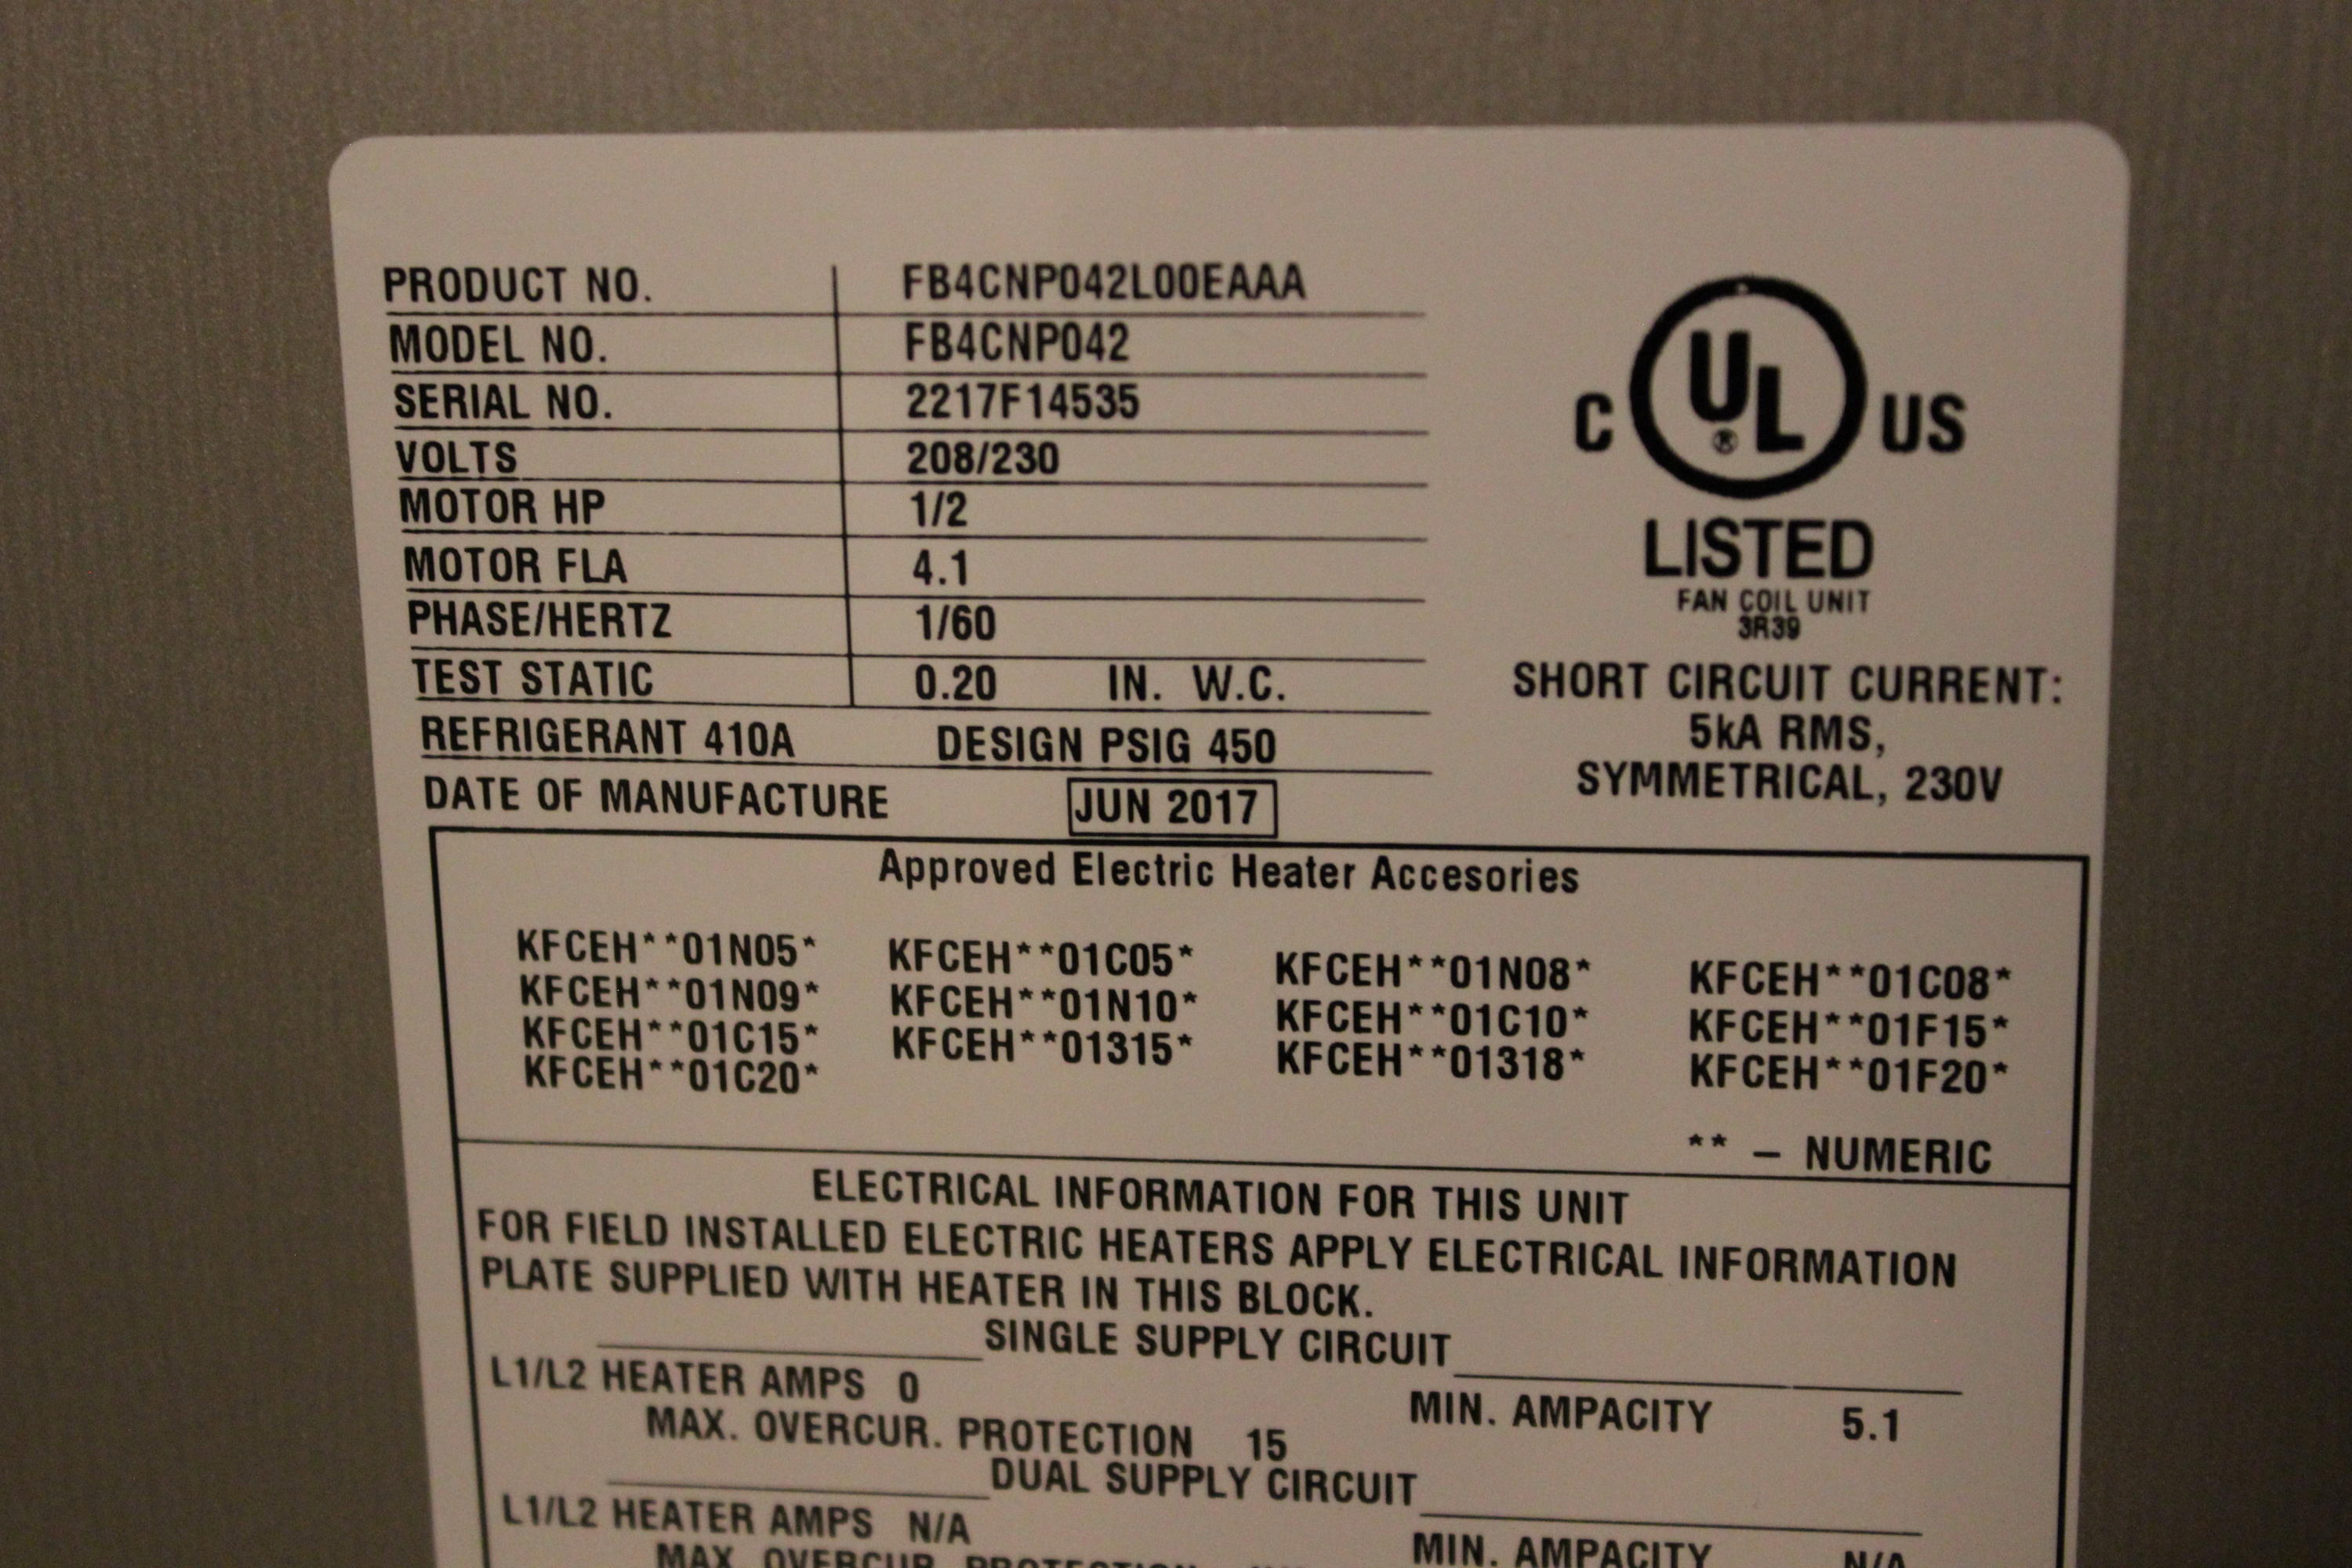 PRODUCT NO. FB4CNP042L00EAAA
MODEL NO. FB4CNP042
SERIAL NO. 2217F14535
VOLTS 208/230
MOTOR HP 1/2
MOTOR FLA 4.1
PHASE/HERTZ 1/60
TEST STATIC 0.20 IN. W.C.
REFRIGERANT 410A DESIGN PSIG 450
DATE OF MANUFACTURE JUN 2017
C UL ® US
LISTED
FAN COIL UNIT
3R39
SHORT CIRCUIT CURRENT:
5kA RMS,
SYMMETRICAL, 230V
Approved Electric Heater Accesories
KFCEH**01N05* KFCEH**01C05* KFCEH**01N08* KFCEH**01C08*
KFCEH**01N09* KFCEH**01N10* KFCEH**01C10* KFCEH**01F15*
KFCEH**01C15* KFCEH**01315* KFCEH**01318* KFCEH**01F20*
KFCEH**01C20*
** – NUMERIC
ELECTRICAL INFORMATION FOR THIS UNIT
FOR FIELD INSTALLED ELECTRIC HEATERS APPLY ELECTRICAL INFORMATION
PLATE SUPPLIED WITH HEATER IN THIS BLOCK.
SINGLE SUPPLY CIRCUIT
L1/L2 HEATER AMPS 0 MIN. AMPACITY 5.1
MAX. OVERCUR. PROTECTION 15
DUAL SUPPLY CIRCUIT
L1/L2 HEATER AMPS N/A MIN. AMPACITY N/A
MAX. OVERCUR. PROTECTION